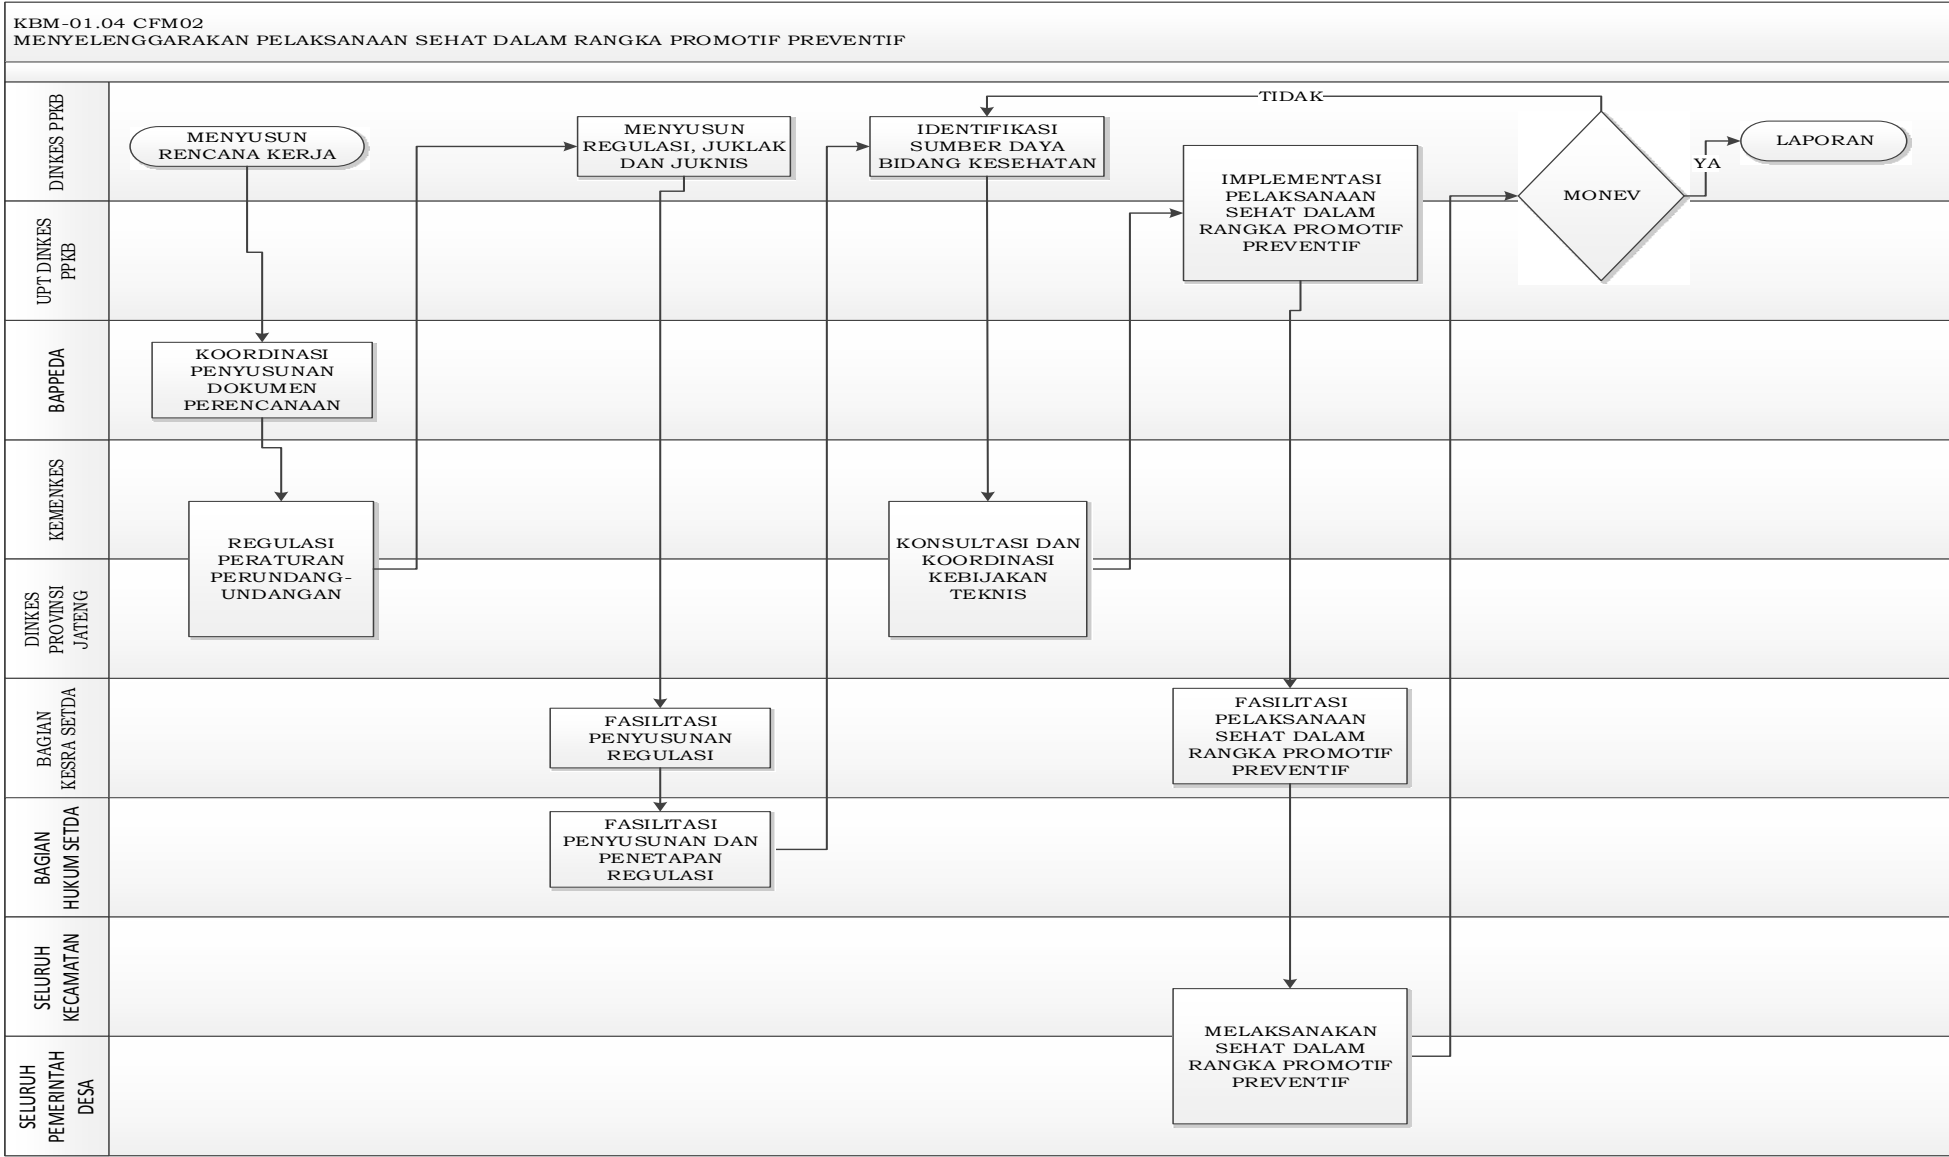 KBM-01.04 CFM02
MENYELENGGARAKAN PELAKSANAAN SEHAT DALAM RANGKA PROMOTIF PREVENTIF
DINKES PPKB
MENYUSUN
RENCANA KERJA
MENYUSUN
REGULASI, JUKLAK
DAN JUKNIS
IDENTIFIKASI
SUMBER DAYA
BIDANG KESEHATAN
TIDAK
IMPLEMENTASI
PELAKSANAAN
SEHAT DALAM
RANGKA PROMOTIF
PREVENTIF
MONEV
YA
LAPORAN
UPT DINKES
PPKB
BAPPEDA
KOORDINASI
PENYUSUNAN
DOKUMEN
PERENCANAAN
KEMENKES
REGULASI
PERATURAN
PERUNDANG-
UNDANGAN
KONSULTASI DAN
KOORDINASI
KEBIJAKAN
TEKNIS
DINKES
PROVINSI
JATENG
BAGIAN
KESRA SETDA
FASILITASI
PENYUSUNAN
REGULASI
FASILITASI
PELAKSANAAN
SEHAT DALAM
RANGKA PROMOTIF
PREVENTIF
BAGIAN
HUKUM SETDA
FASILITASI
PENYUSUNAN DAN
PENETAPAN
REGULASI
SELURUH
KECAMATAN
MELAKSANAKAN
SEHAT DALAM
RANGKA PROMOTIF
PREVENTIF
SELURUH
PEMERINTAH
DESA